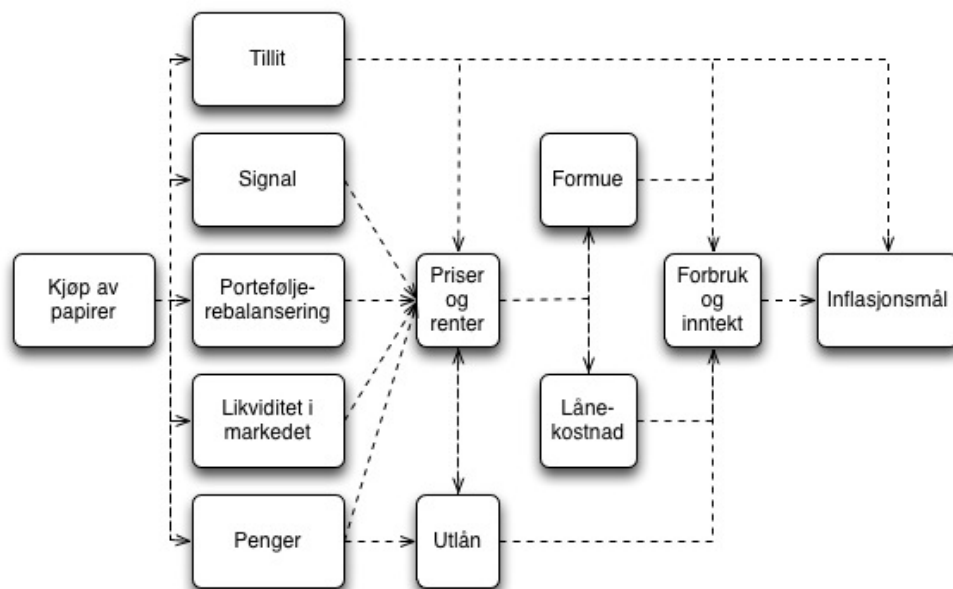 Tillit
Signal
Kjøp av
papirer
Portefølje-
rebalansering
Likviditet i
markedet
Penger
Priser
og
renter
Utlån
Formue
Låne-
kostnad
Forbruk
og
inntekt
Inflasjonsmål